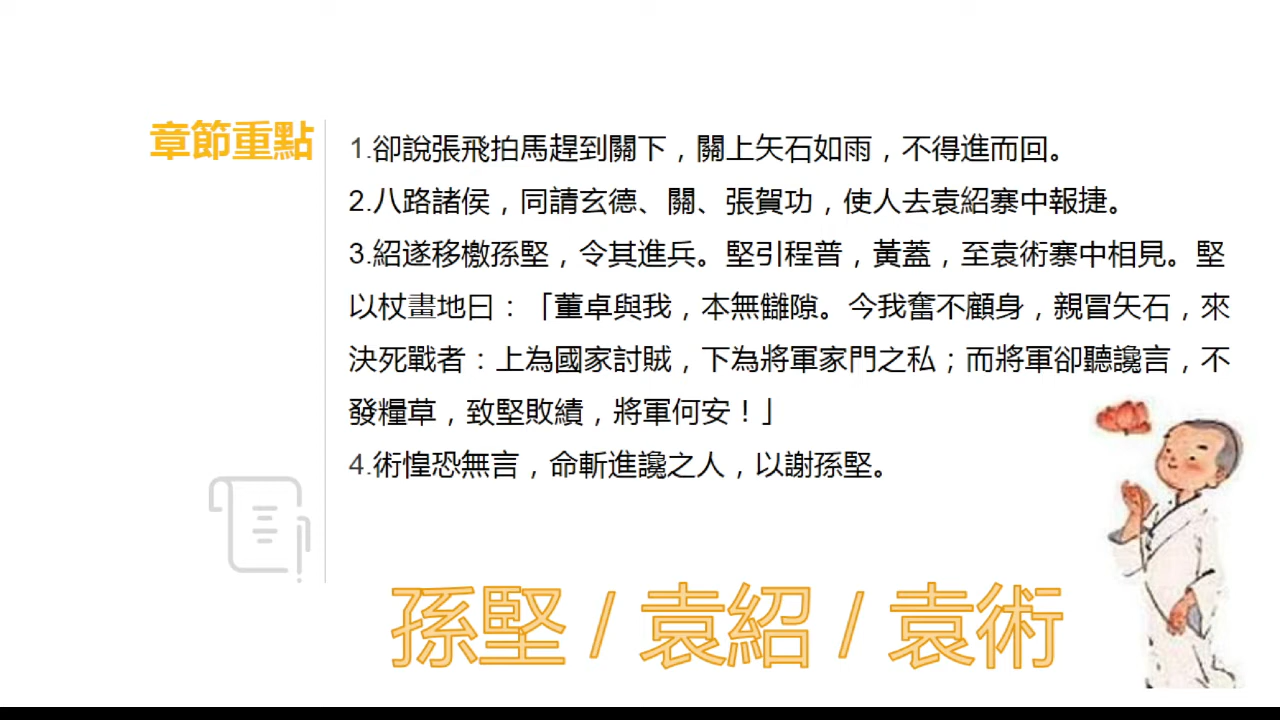 章節重點
1.卻說張飛拍馬趕到關下，關上矢石如雨，不得進而回。
2.八路諸侯，同請玄德、關、張賀功，使人去袁紹寨中報捷。
3.紹遂移檄孫堅，令其進兵。堅引程普，黃蓋，至袁術寨中相見。堅
以杖畫地曰：「董卓與我，本無讎隙。今我奮不顧身，親冒矢石，來
決死戰者：上為國家討賊，下為將軍家門之私；而將軍卻聽讒言，不
發糧草，致堅敗績，將軍何安！」
4.術惶恐無言，命斬進讒之人，以謝孫堅。
孫堅 / 袁紹 / 袁術